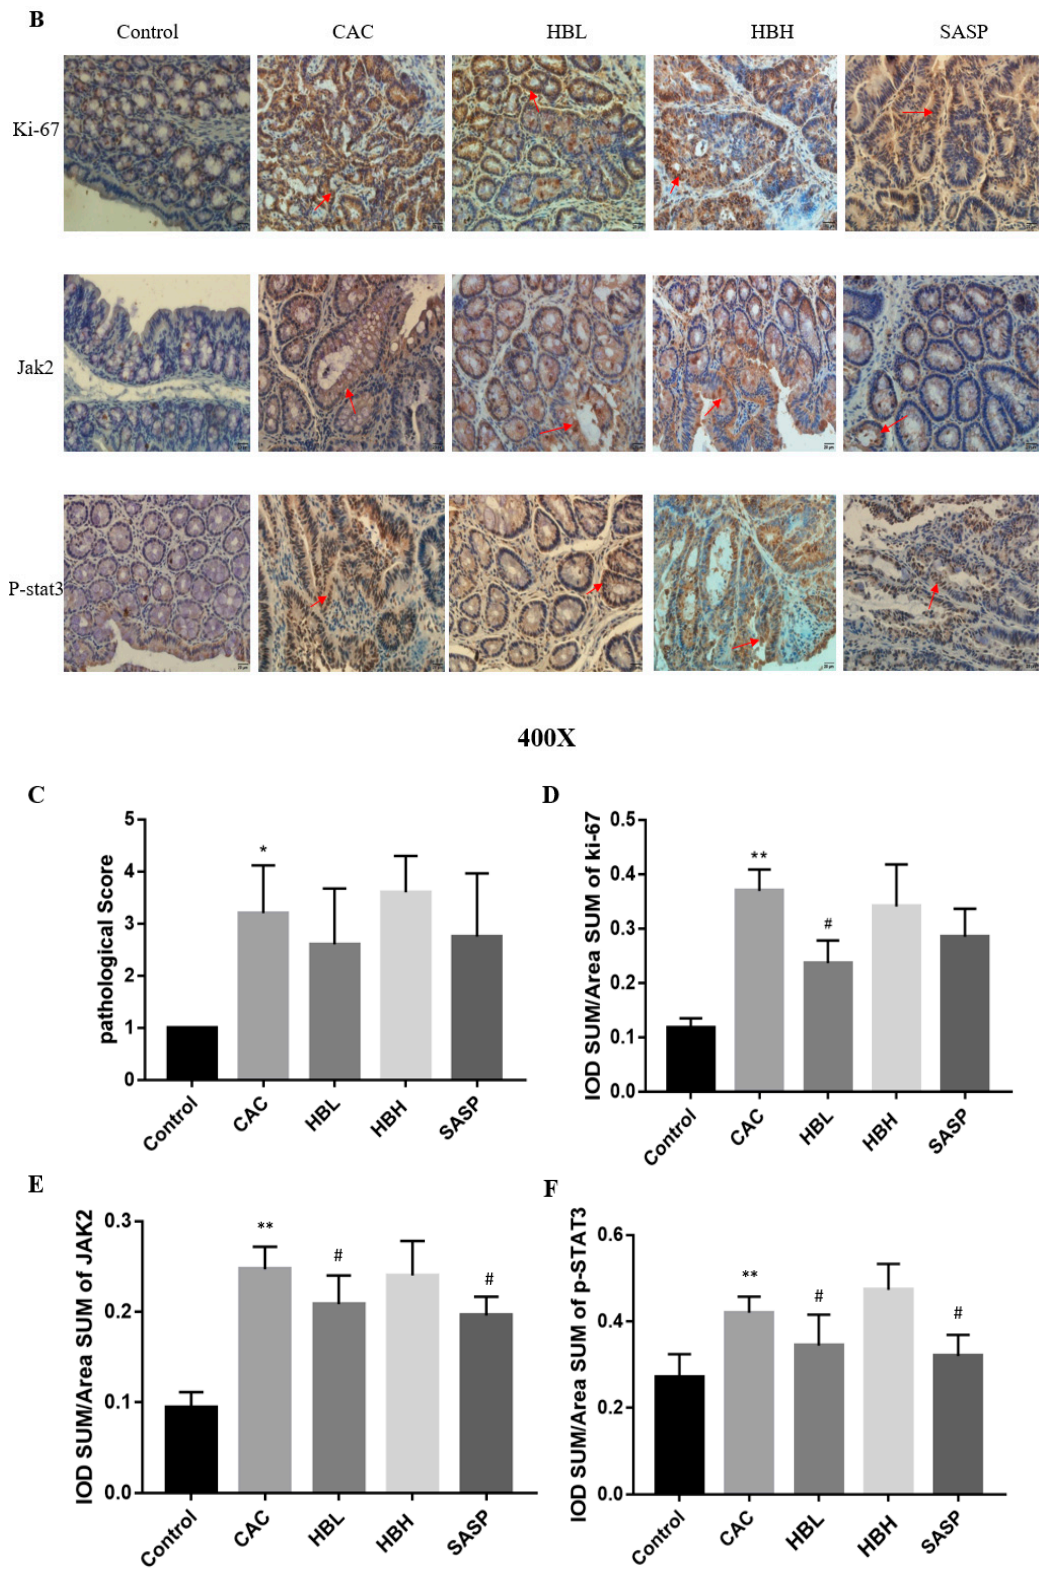 B
Control CAC HBL HBH SASP
Ki-67
Jak2
P-stat3
400X
C
pathological Score
5
4
3
2
1
0
*
Control CAC HBL HBH SASP
D
IOD SUM/Area SUM of ki-67
0.5
0.4
0.3
0.2
0.1
0.0
**
#
Control CAC HBL HBH SASP
E
IOD SUM/Area SUM of JAK2
0.3
0.2
0.1
0.0
**
#
#
Control CAC HBL HBH SASP
F
IOD SUM/Area SUM of p-STAT3
0.6
0.4
0.2
0.0
**
#
#
Control CAC HBL HBH SASP